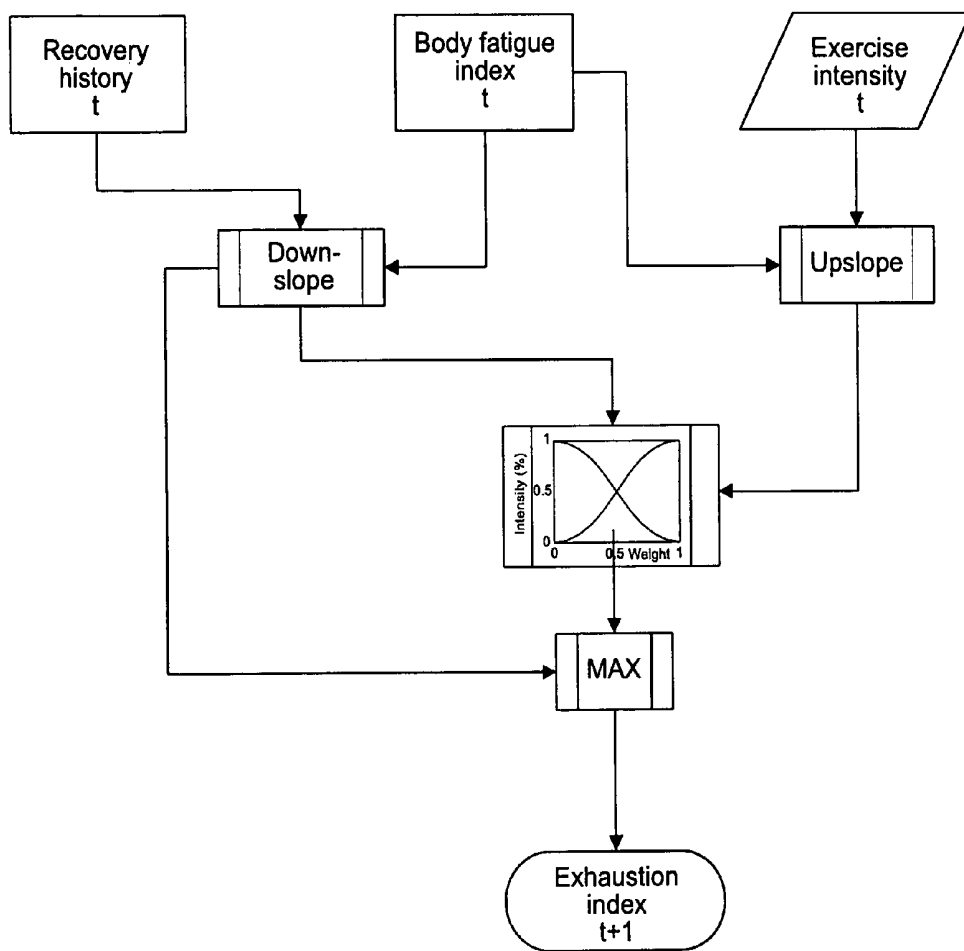 Recovery
history
t
Body fatigue
index
t
Exercise
intensity
t
Down-
slope
Upslope
Intensity (%)
1
0.5
0
0
0.5 Weight 1
MAX
Exhaustion
index
t+1